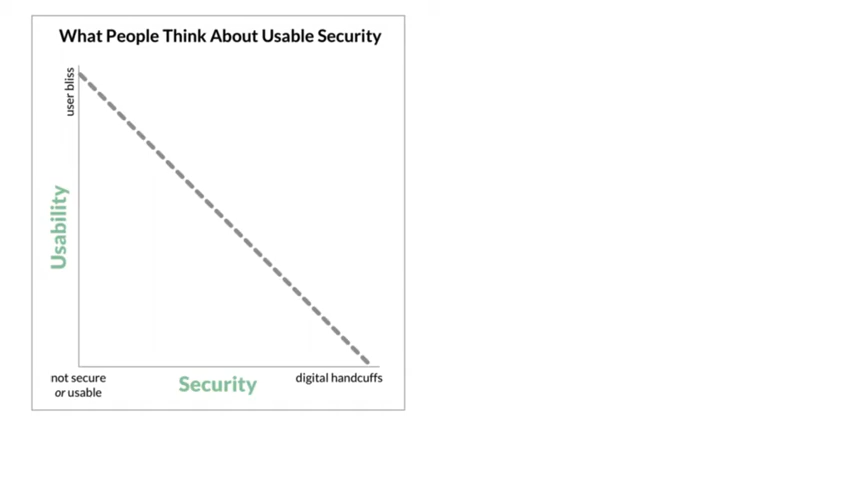 What People Think About Usable Security
user bliss
Usability
not secure
or usable
Security
digital handcuffs